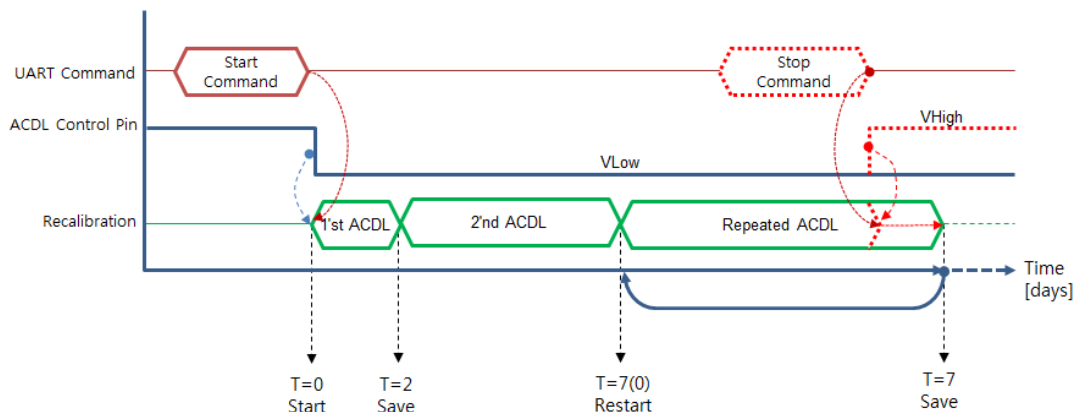 UART Command
Start
Command
Stop
Command
ACDL Control Pin
VHigh
VLow
Recalibration
1'st ACDL
2'nd ACDL
Repeated ACDL
Time
[days]
T=0
Start
T=2
Save
T=7(0)
Restart
T=7
Save